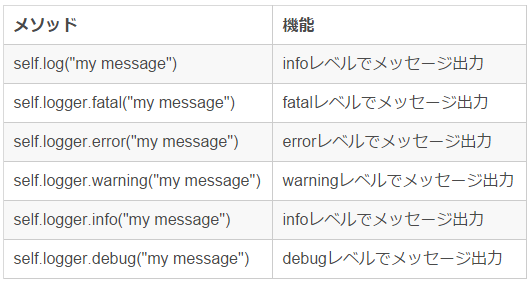 メソッド 機能
self.log("my message") infoレベルでメッセージ出力
self.logger.fatal("my message") fatalレベルでメッセージ出力
self.logger.error("my message") errorレベルでメッセージ出力
self.logger.warning("my message") warningレベルでメッセージ出力
self.logger.info("my message") infoレベルでメッセージ出力
self.logger.debug("my message") debugレベルでメッセージ出力